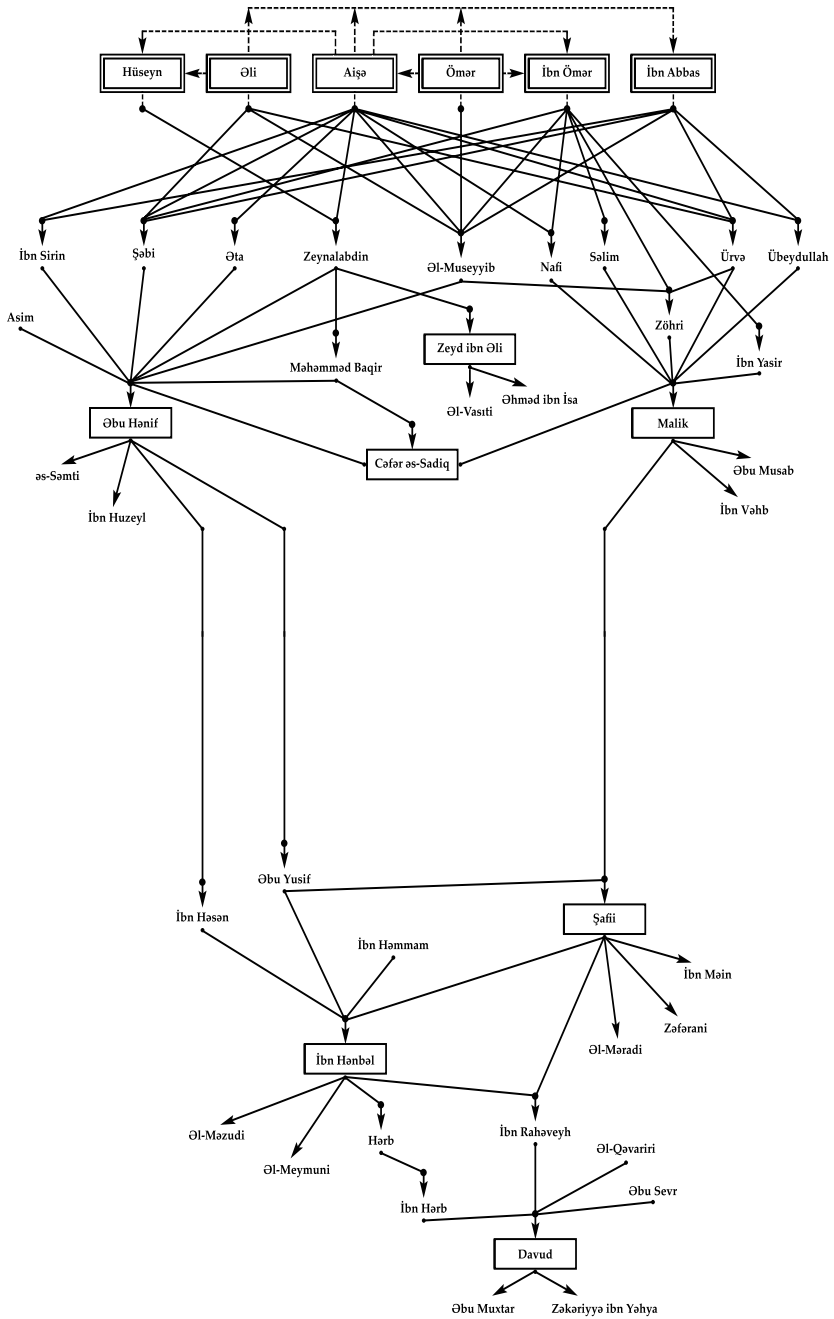 Hüseyn
Əli
Aişə
Ömər
İbn Ömər
İbn Abbas
İbn Sirin
Şəbi
Əta
Zeynalabdin
Əl-Museyyib
Nafi
Səlim
Ürvə
Übeydullah
Asim
Zöhri
Zeyd ibn Əli
Məhəmməd Baqir
İbn Yasir
Əl-Vasıti
Əhməd ibn İsa
Əbu Hənif
Malik
Cəfər əs-Sadiq
əs-Səmti
Əbu Musab
İbn Huzeyl
İbn Vəhb
Əbu Yusif
İbn Həsən
Şafii
İbn Həmmam
İbn Məin
Zəfərani
Əl-Məradi
İbn Hənbəl
Əl-Məzudi
Hərb
İbn Rahəveyh
Əl-Meymuni
Əl-Qəvariri
Əbu Sevr
İbn Hərb
Davud
Əbu Muxtar
Zəkəriyyə ibn Yəhya